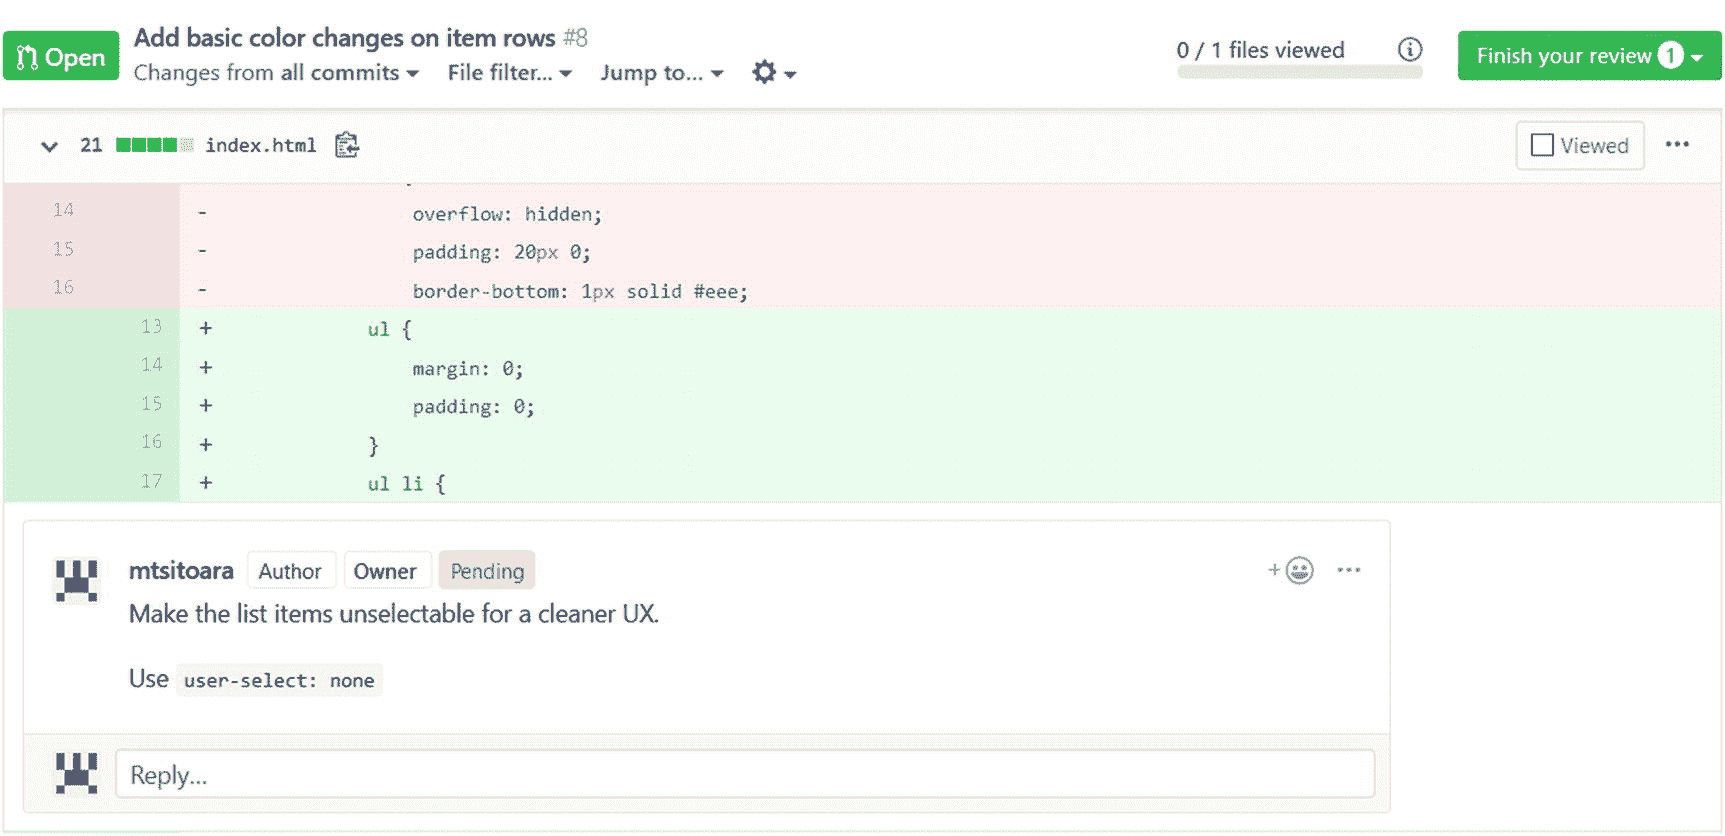 Open
Add basic color changes on item rows #8
Changes from all commits File filter... Jump to...
0 / 1 files viewed
Finish your review 1
21 index.html
Viewed
14 - overflow: hidden;
15 - padding: 20px 0;
16 - border-bottom: 1px solid #eee;
13 + ul {
14 + margin: 0;
15 + padding: 0;
16 + }
17 + ul li {
mtsitoara Author Owner Pending
Make the list items unselectable for a cleaner UX.
Use user-select: none
Reply...